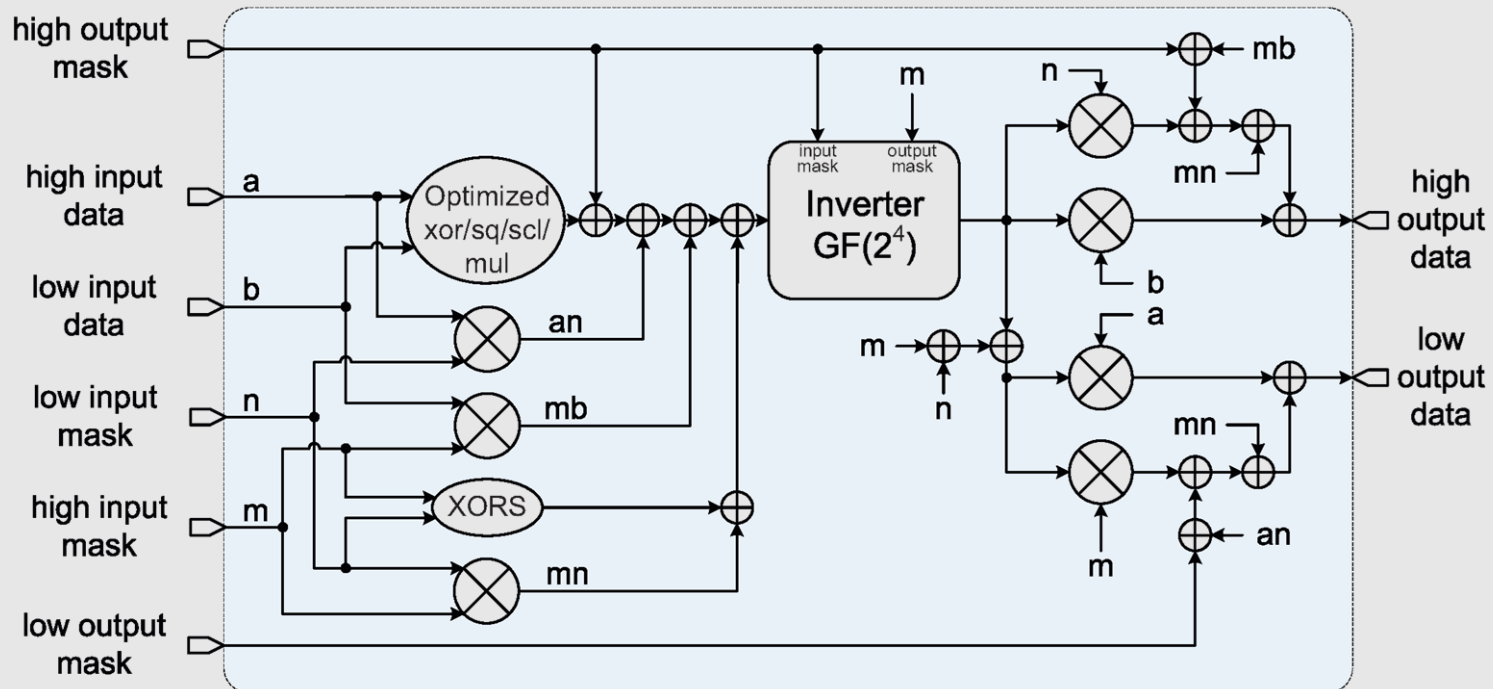 high output
mask
mb
n
m
input
mask
output
mask
mn
high input
data
a
Optimized
xor/sq/scl/
mul
Inverter
GF(2⁴)
high
output
data
low input
data
b
b
a
an
m
n
low
output
data
low input
mask
n
mb
mn
high input
mask
m
XORS
m
an
mn
low output
mask